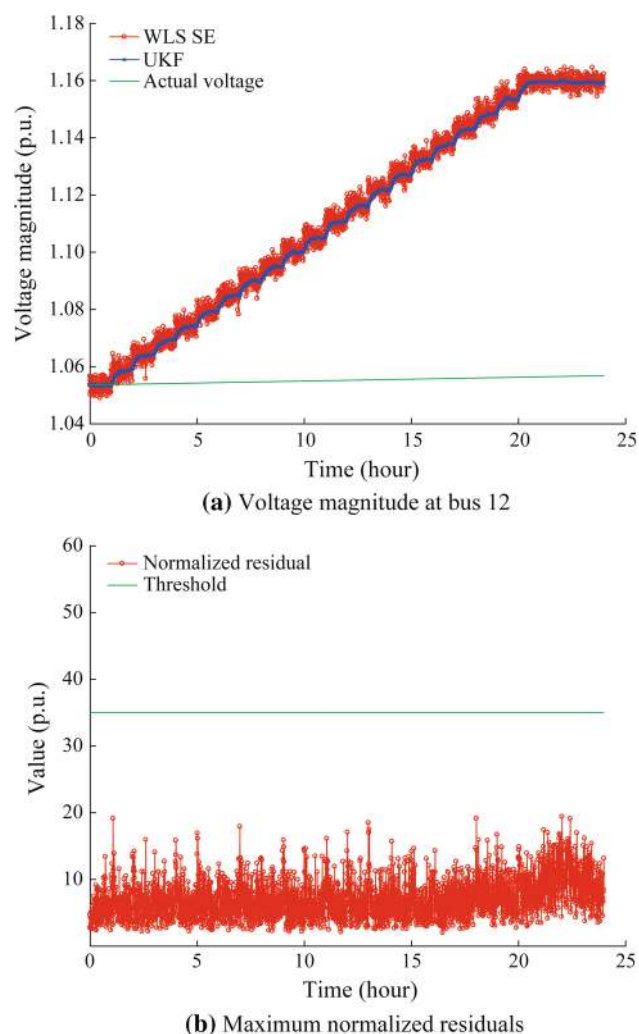 WLS SE
UKF
Actual voltage
1.16
1.14
1.12
1.10
1.08
1.06
1.04
Voltage magnitude (p.u.)
0 5 10 15 20 25
Time (hour)
(a) Voltage magnitude at bus 12
Normalized residual
Threshold
60
50
40
30
20
10
Value (p.u.)
0 5 10 15 20 25
Time (hour)
(b) Maximum normalized residuals